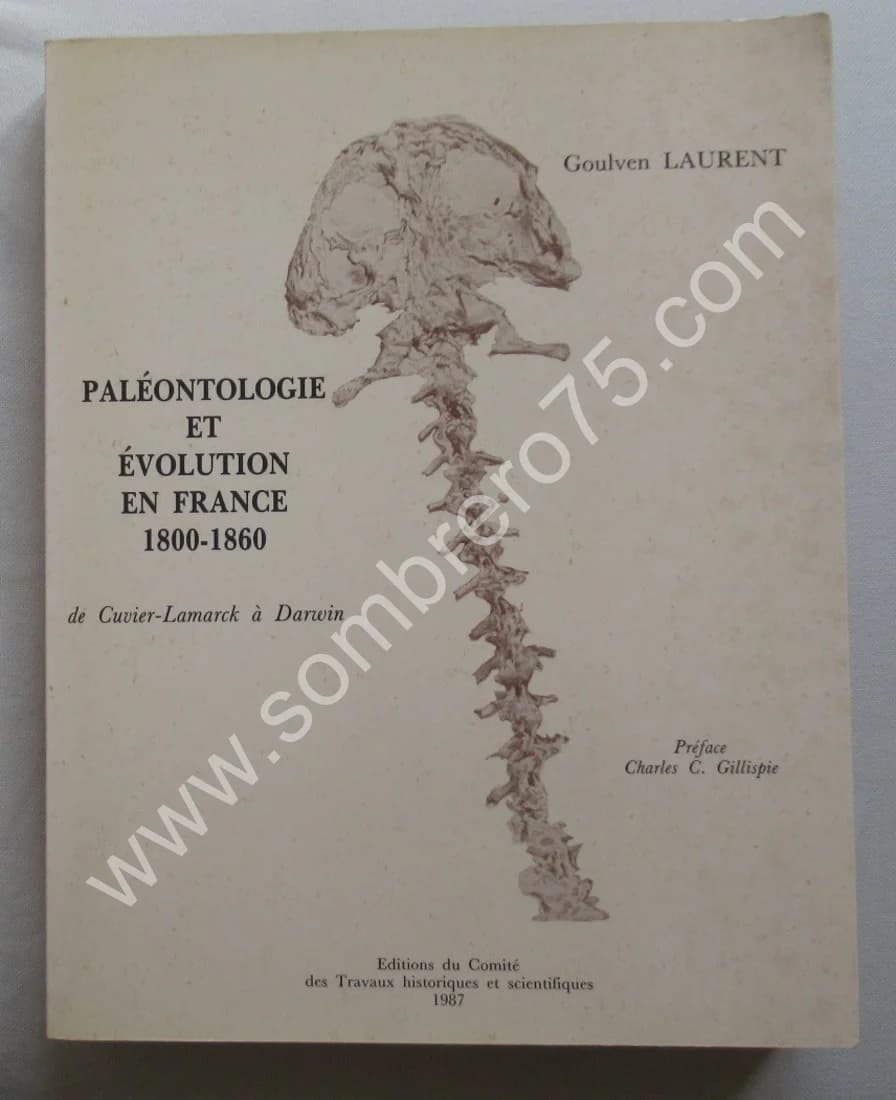 Goulven LAURENT
PALÉONTOLOGIE
ET
ÉVOLUTION
EN FRANCE
1800-1860
de Cuvier-Lamarck à Darwin
Préface
Charles C. Gillispie
Editions du Comité
des Travaux historiques et scientifiques
1987
www.sombrero75.com